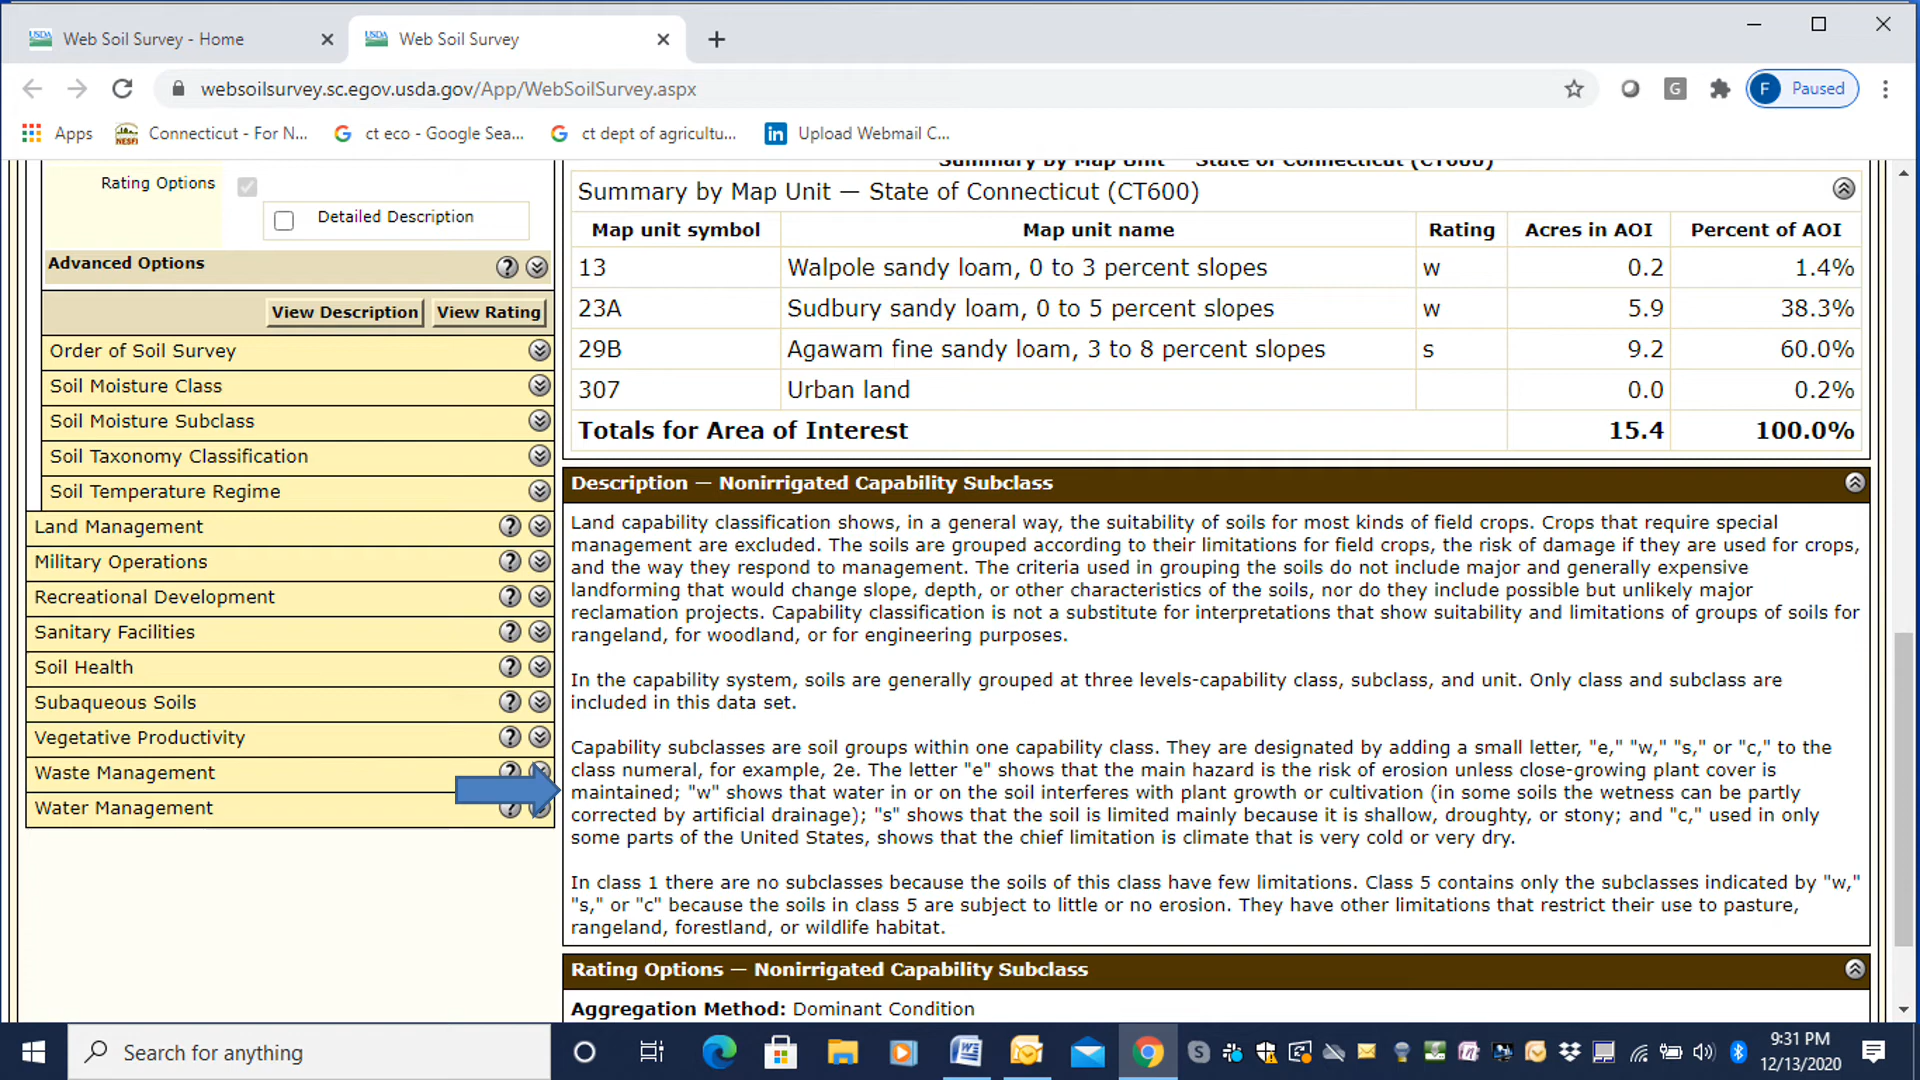 Web Soil Survey - Home
Web Soil Survey
websoilsurvey.sc.egov.usda.gov/App/WebSoilSurvey.aspx
G
F Paused
Apps
Connecticut - For N...
G ct eco - Google Sea...
G ct dept of agricultu...
in Upload Webmail C...
Rating Options
Detailed Description
Advanced Options
View Description
View Rating
Order of Soil Survey
Soil Moisture Class
Soil Moisture Subclass
Soil Taxonomy Classification
Soil Temperature Regime
Land Management ?
Military Operations ?
Recreational Development ?
Sanitary Facilities ?
Soil Health ?
Subaqueous Soils ?
Vegetative Productivity ?
Waste Management ?
Water Management ?
Summary by Map Unit — State of Connecticut (CT600)
Summary by Map Unit — State of Connecticut (CT600)
Map unit symbol Map unit name Rating Acres in AOI Percent of AOI
13 Walpole sandy loam, 0 to 3 percent slopes w 0.2 1.4%
23A Sudbury sandy loam, 0 to 5 percent slopes w 5.9 38.3%
29B Agawam fine sandy loam, 3 to 8 percent slopes s 9.2 60.0%
307 Urban land 0.0 0.2%
Totals for Area of Interest 15.4 100.0%
Description — Nonirrigated Capability Subclass
Land capability classification shows, in a general way, the suitability of soils for most kinds of field crops. Crops that require special
management are excluded. The soils are grouped according to their limitations for field crops, the risk of damage if they are used for crops,
and the way they respond to management. The criteria used in grouping the soils do not include major and generally expensive
landforming that would change slope, depth, or other characteristics of the soils, nor do they include possible but unlikely major
reclamation projects. Capability classification is not a substitute for interpretations that show suitability and limitations of groups of soils for
rangeland, for woodland, or for engineering purposes.
In the capability system, soils are generally grouped at three levels-capability class, subclass, and unit. Only class and subclass are
included in this data set.
Capability subclasses are soil groups within one capability class. They are designated by adding a small letter, "e," "w," "s," or "c," to the
class numeral, for example, 2e. The letter "e" shows that the main hazard is the risk of erosion unless close-growing plant cover is
maintained; "w" shows that water in or on the soil interferes with plant growth or cultivation (in some soils the wetness can be partly
corrected by artificial drainage); "s" shows that the soil is limited mainly because it is shallow, droughty, or stony; and "c," used in only
some parts of the United States, shows that the chief limitation is climate that is very cold or very dry.
In class 1 there are no subclasses because the soils of this class have few limitations. Class 5 contains only the subclasses indicated by "w,"
"s," or "c" because the soils in class 5 are subject to little or no erosion. They have other limitations that restrict their use to pasture,
rangeland, forestland, or wildlife habitat.
Rating Options — Nonirrigated Capability Subclass
Aggregation Method: Dominant Condition
Search for anything
9:31 PM
12/13/2020